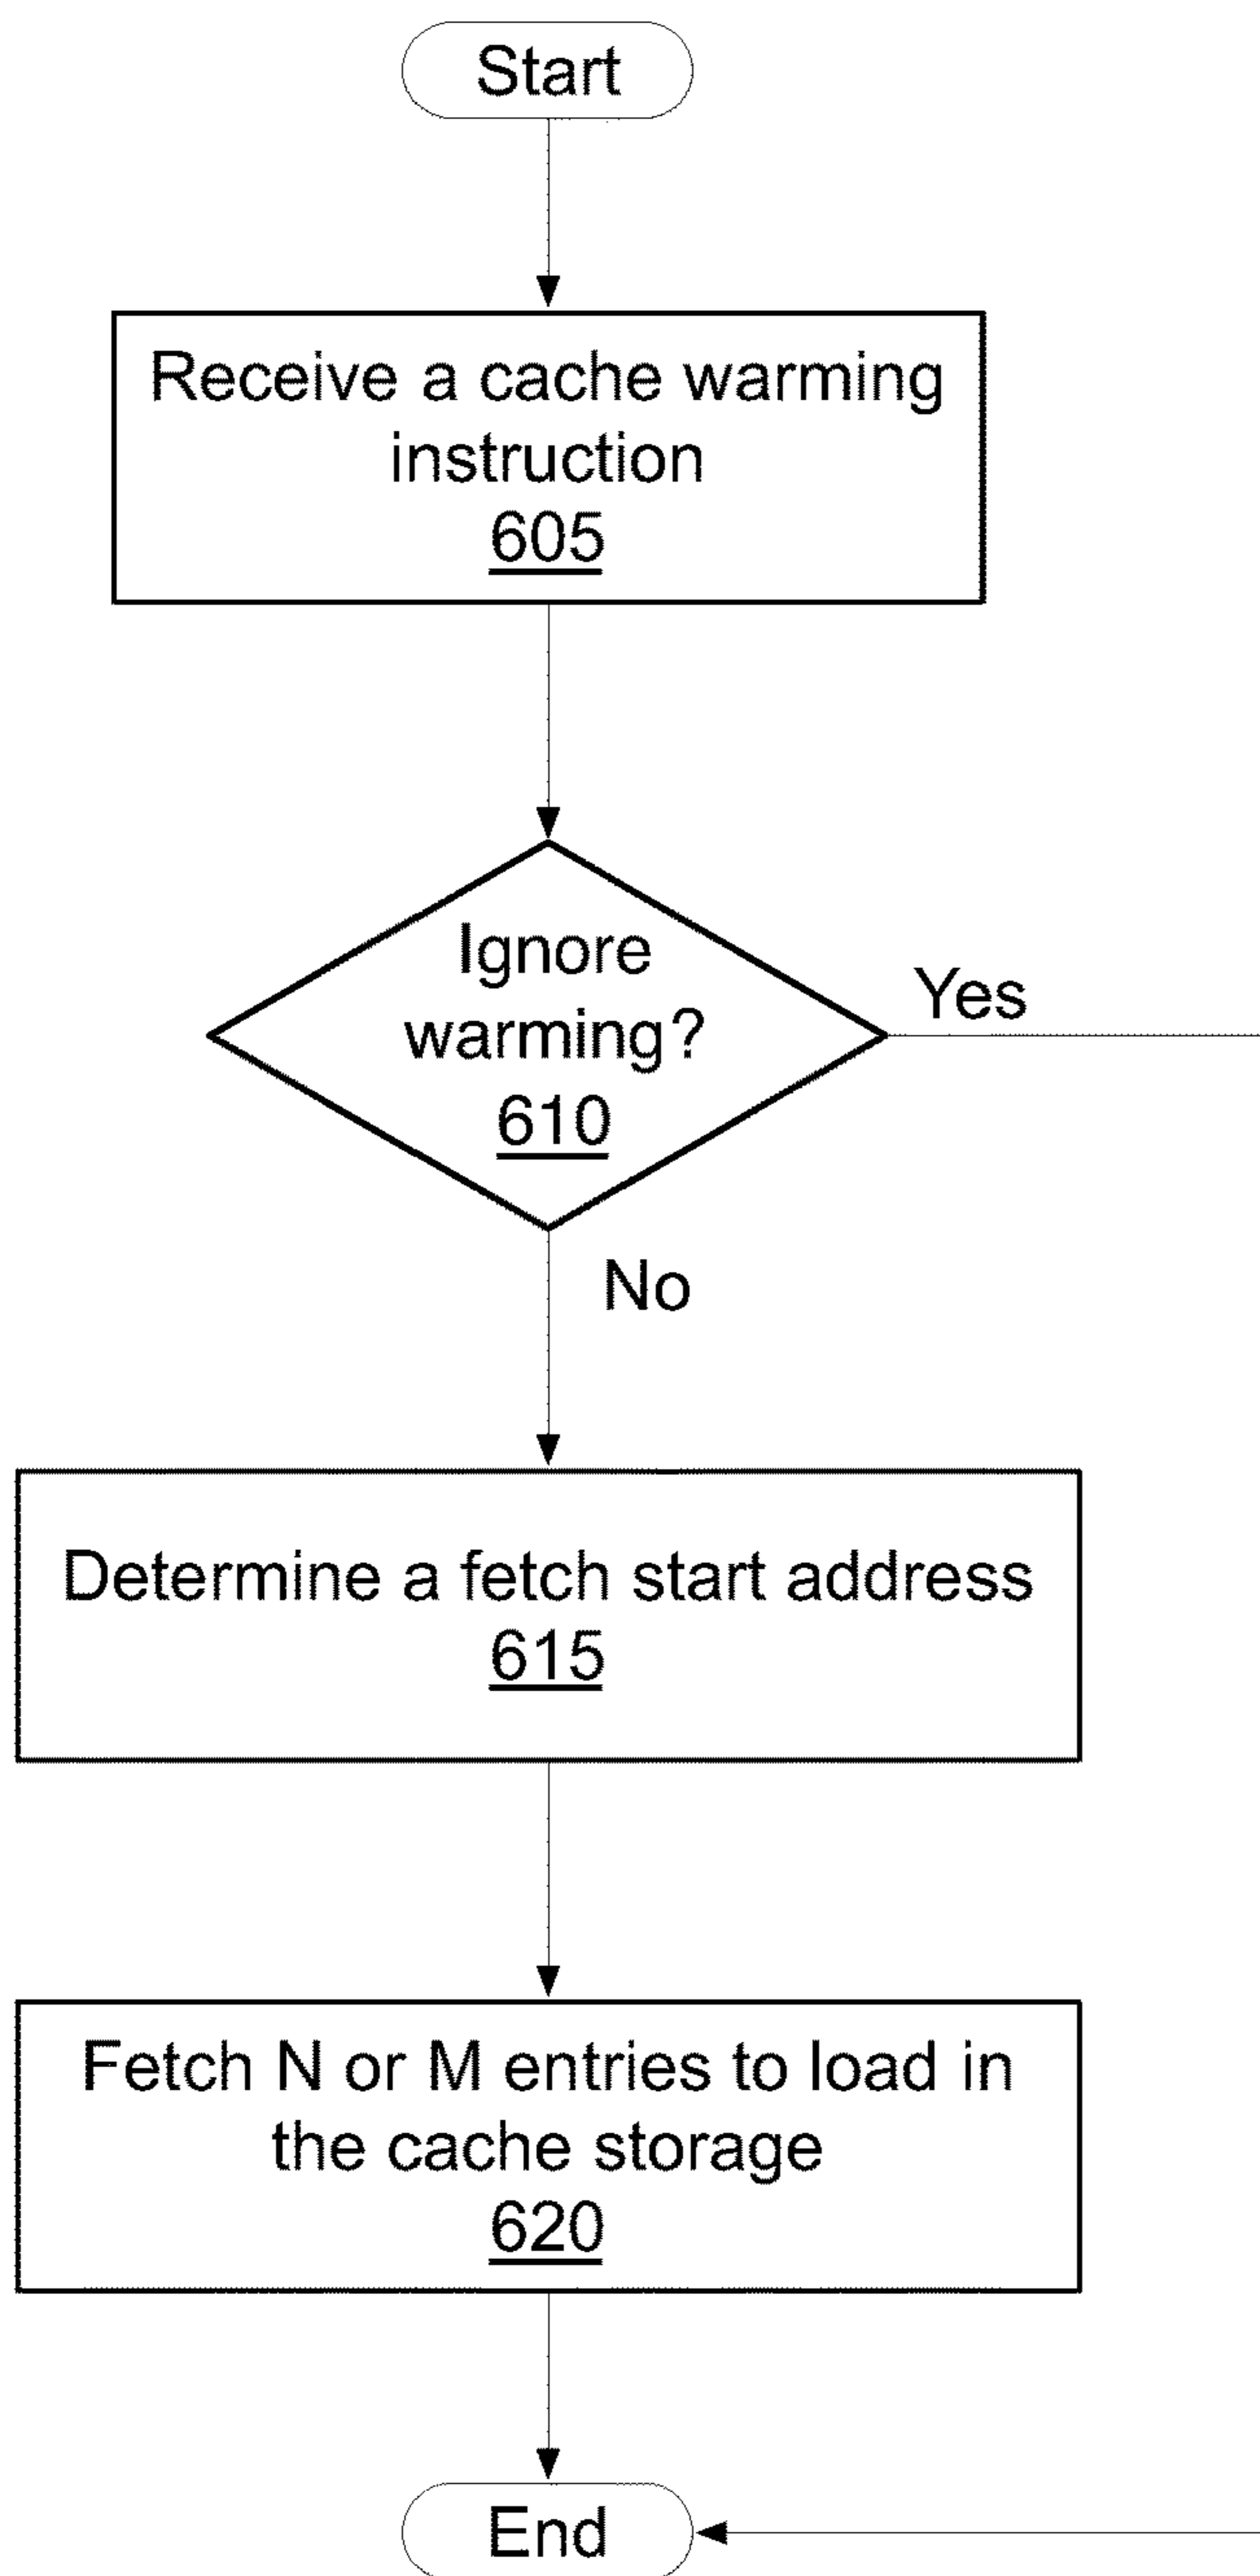 Start
Receive a cache warming
instruction
605
Ignore
warming?
610
Yes
No
Determine a fetch start address
615
Fetch N or M entries to load in
the cache storage
620
End